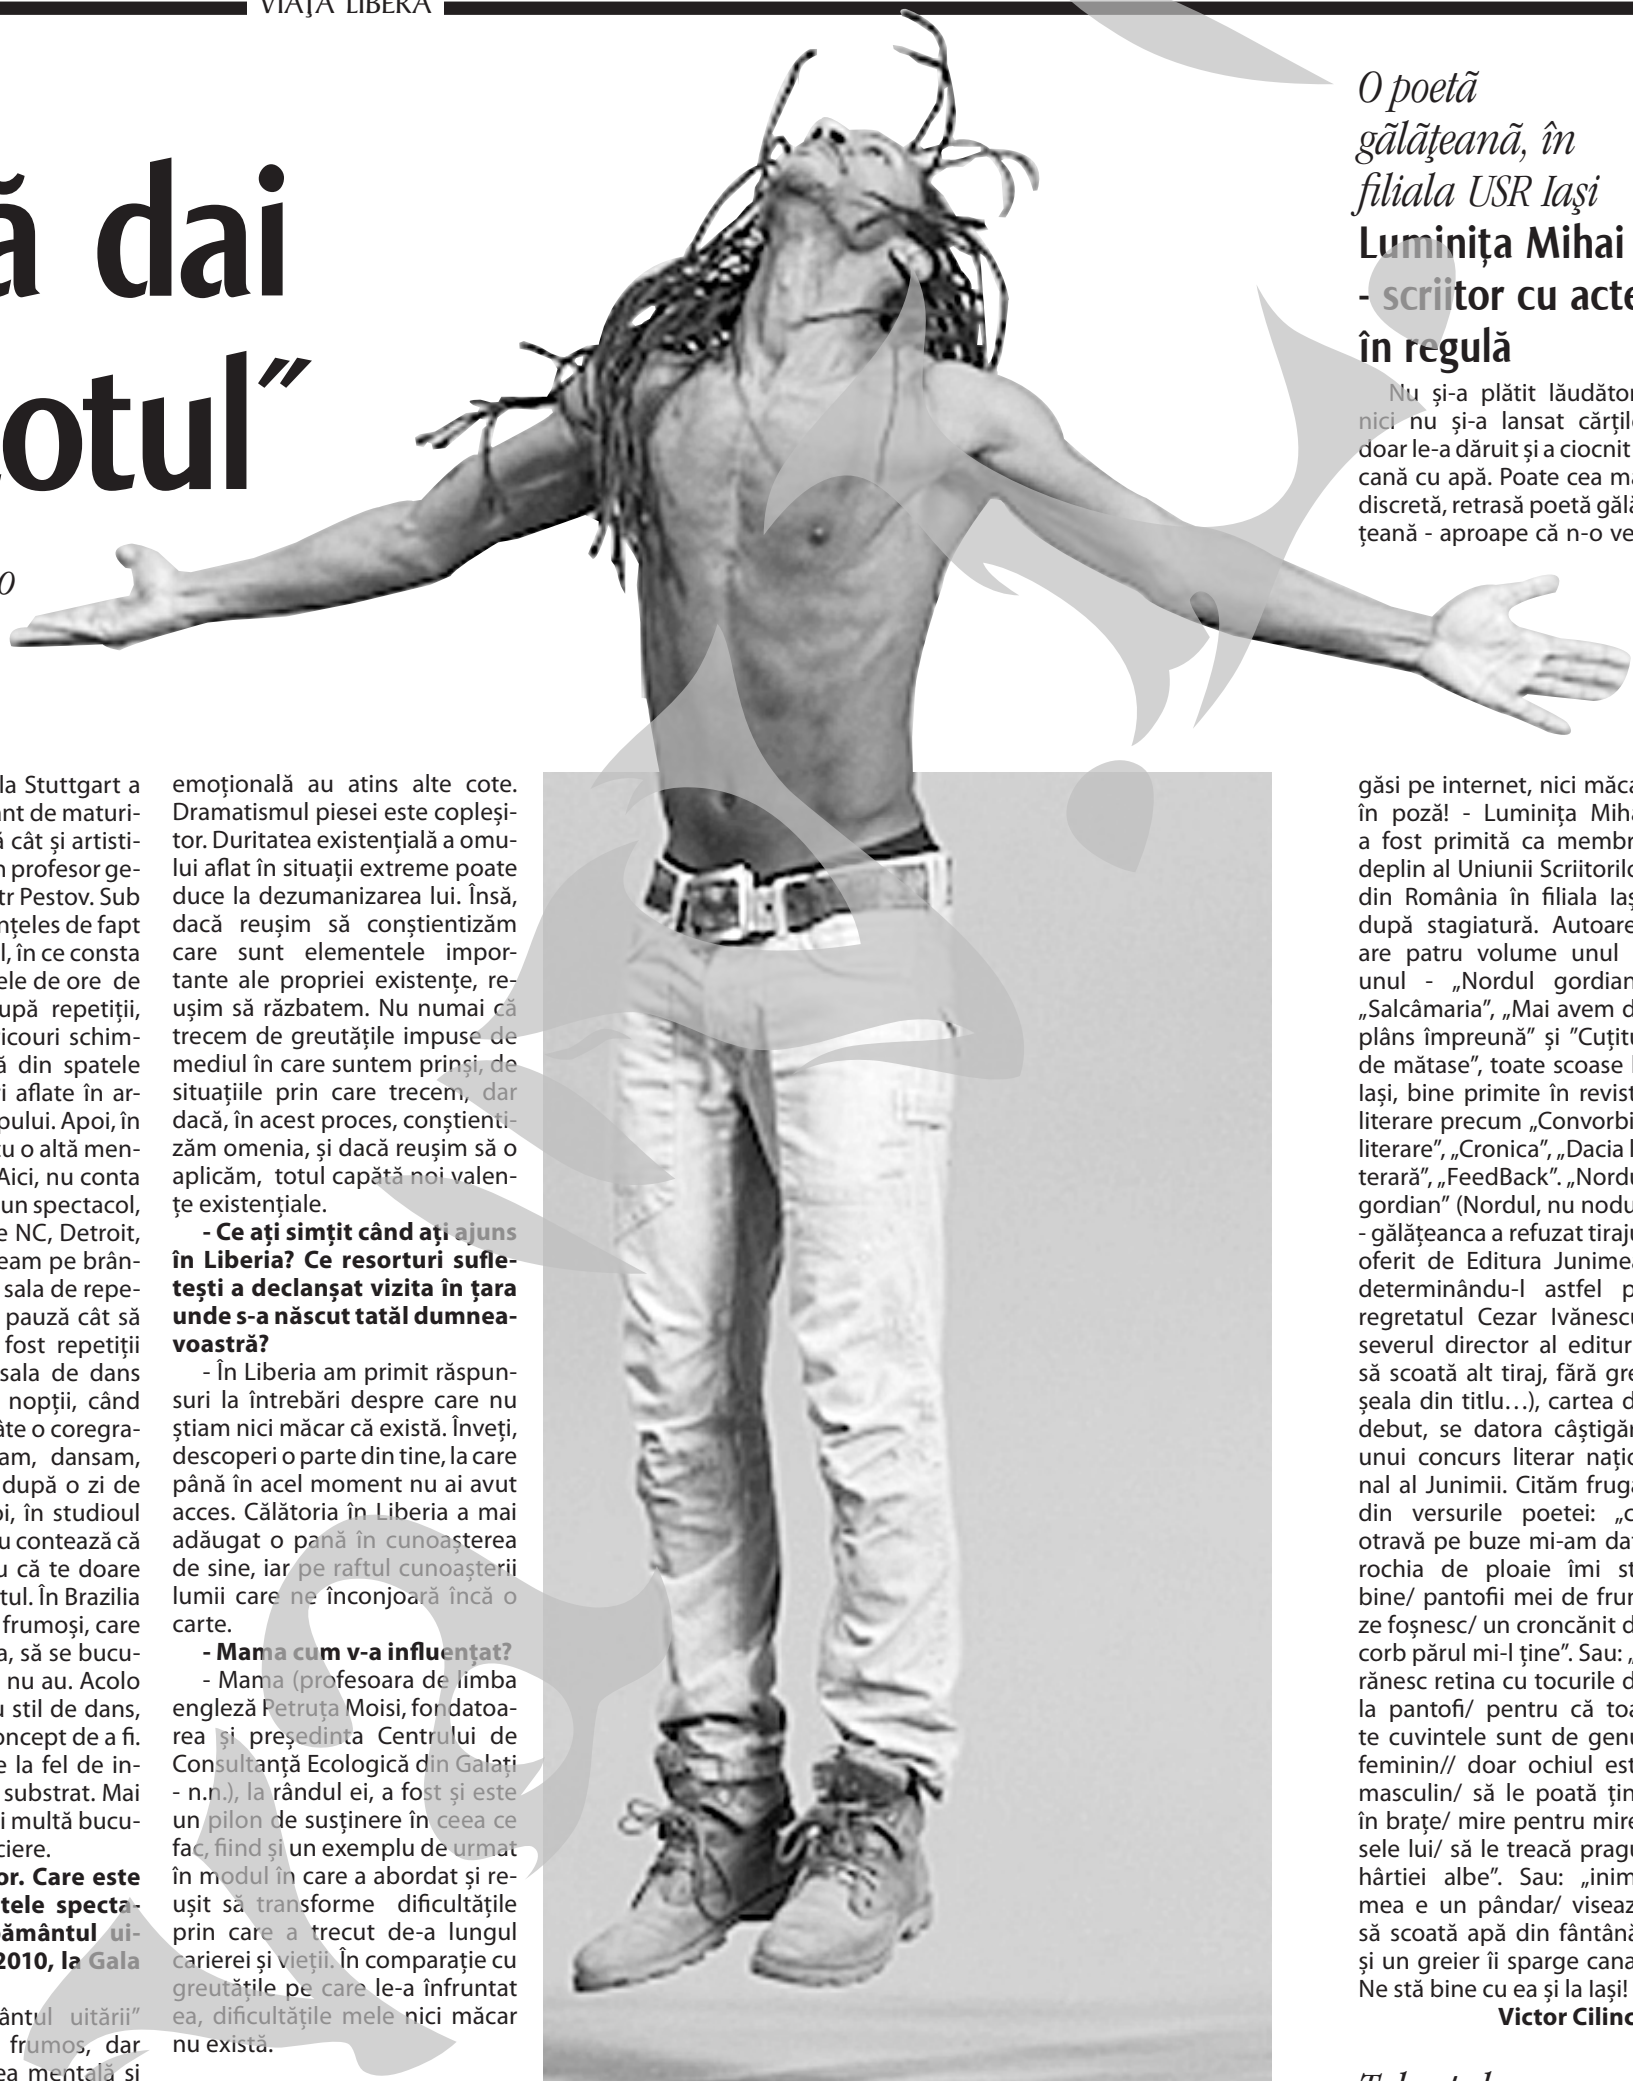 VIAȚA LIBERĂ
ă dai
otul”
o
la Stuttgart a
ant de maturi-
ă cât și artisti-
n profesor ge-
tr Pestov. Sub
nțeles de fapt
l, în ce consta
ele de ore de
upă repetiții,
icouri schim-
ă din spatele
i aflate în ar-
pului. Apoi, în
cu o altă men-
Aici, nu conta
un spectacol,
e NC, Detroit,
eam pe brân-
sala de repe-
pauză cât să
fost repetiții
sala de dans
nopții, când
âte o coregra-
am, dansam,
după o zi de
oi, în studioul
u contează că
u că te doare
tul. În Brazilia
frumoși, care
a, să se bucu-
nu au. Acolo
u stil de dans,
oncept de a fi.
e la fel de in-
substrat. Mai
i multă bucu-
ciere.
or. Care este
tele specta-
ământul ui-
2010, la Gala
ântul uitării”
frumos, dar
ea mentală și
emoțională au atins alte cote.
Dramatismul piesei este copleși-
tor. Duritatea existențială a omu-
lui aflat în situații extreme poate
duce la dezumanizarea lui. Însă,
dacă reușim să conștientizăm
care sunt elementele impor-
tante ale propriei existențe, re-
ușim să răzbatem. Nu numai că
trecem de greutățile impuse de
mediul în care suntem prinși, de
situațiile prin care trecem, dar
dacă, în acest proces, conștienti-
zăm omenia, și dacă reușim să o
aplicăm, totul capătă noi valen-
țe existențiale.
- Ce ați simțit când ați ajuns
în Liberia? Ce resorturi sufle-
tești a declanșat vizita în țara
unde s-a născut tatăl dumnea-
voastră?
- În Liberia am primit răspun-
suri la întrebări despre care nu
știam nici măcar că există. Înveți,
descoperi o parte din tine, la care
până în acel moment nu ai avut
acces. Călătoria în Liberia a mai
adăugat o pană în cunoașterea
de sine, iar pe raftul cunoașterii
lumii care ne înconjoară încă o
carte.
- Mama cum v-a influențat?
- Mama (profesoara de limba
engleză Petruța Moisi, fondatoa-
rea și președinta Centrului de
Consultanță Ecologică din Galați
- n.n.), la rândul ei, a fost și este
un pilon de susținere în ceea ce
fac, fiind și un exemplu de urmat
în modul în care a abordat și re-
ușit să transforme dificultățile
prin care a trecut de-a lungul
carierei și vieții. În comparație cu
greutățile pe care le-a înfruntat
ea, dificultățile mele nici măcar
nu există.
O poetã
gãlãţeanã, în
filiala USR Iaşi
Luminița Mihai
- scriitor cu acte
în regulă
Nu și-a plătit lăudător
nici nu și-a lansat cărțile
doar le-a dăruit și a ciocnit
cană cu apă. Poate cea ma
discretă, retrasă poetă gălă
țeană - aproape că n-o ve
găsi pe internet, nici măca
în poză! - Luminița Miha
a fost primită ca membr
deplin al Uniunii Scriitorilo
din România în filiala Iaș
după stagiatură. Autoare
are patru volume unul
unul - „Nordul gordian
„Salcâmaria”, „Mai avem d
plâns împreună” și ”Cuțitu
de mătase”, toate scoase l
Iași, bine primite în revist
literare precum „Convorbi
literare”, „Cronica”, „Dacia l
terară”, „FeedBack”. „Nordu
gordian” (Nordul, nu nodu
- gălățeanca a refuzat tiraju
oferit de Editura Junimea
determinându-l astfel p
regretatul Cezar Ivănescu
severul director al editur
să scoată alt tiraj, fără gre
șeala din titlu…), cartea d
debut, se datora câștigăr
unui concurs literar națio
nal al Junimii. Cităm fruga
din versurile poetei: „c
otravă pe buze mi-am dat
rochia de ploaie îmi st
bine/ pantofii mei de frun
ze foșnesc/ un croncănit d
corb părul mi-l ține”. Sau: „
rănesc retina cu tocurile d
la pantofi/ pentru că toa
te cuvintele sunt de genu
feminin// doar ochiul est
masculin/ să le poată țin
în brațe/ mire pentru mire
sele lui/ să le treacă pragu
hârtiei albe”. Sau: „inim
mea e un pândar/ viseaz
să scoată apă din fântână
și un greier îi sparge cana
Ne stă bine cu ea și la Iași!
Victor Cilinc